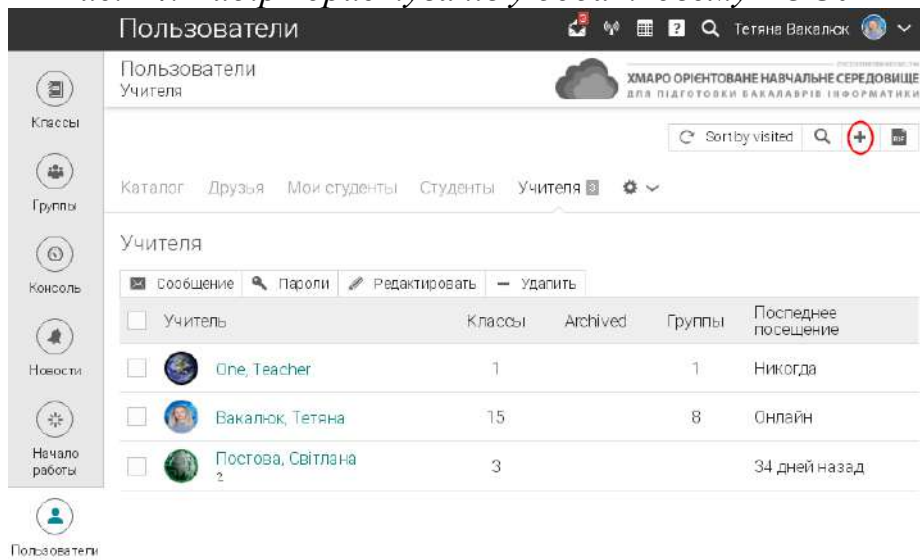 Пользователи
Тетяна Вакалюк
Пользователи
Учителя
ХМАРО ОРІЄНТОВАНЕ НАВЧАЛЬНЕ СЕРЕДОВИЩЕ
ДЛЯ ПІДГОТОВКИ БАКАЛАВРІВ ІНФОРМАТИКИ
Классы
Группы
Консоль
Новости
Начало
работы
Пользователи
Sort by visited
Каталог Друзья Мои студенты Студенты Учителя 3
Учителя
Сообщение Пароли Редактировать Удалить
Учитель Классы Archived Группы Последнее
посещение
One, Teacher 1 1 Никогда
Вакалюк, Тетяна 15 8 Онлайн
Постова, Світлана 3 34 дней назад
2